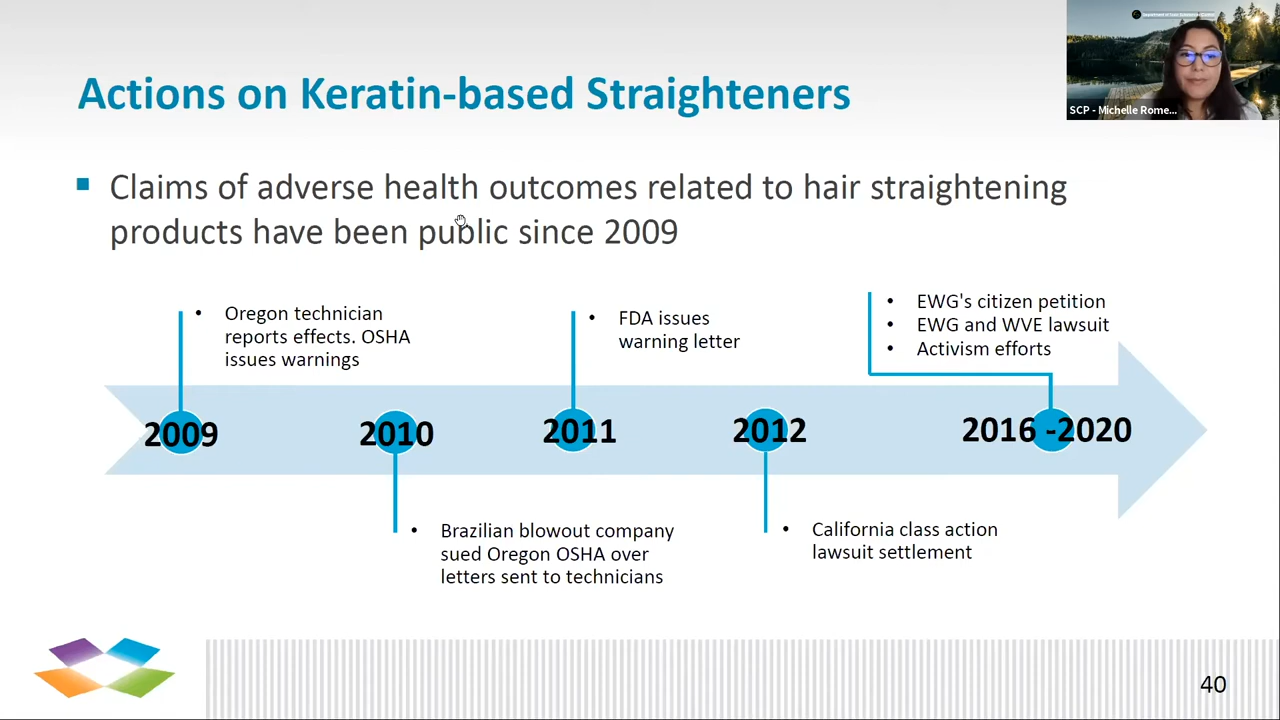 Actions on Keratin-based Straighteners
SCP - Michelle Rome...
Claims of adverse health outcomes related to hair straightening
products have been public since 2009
• Oregon technician
reports effects. OSHA
issues warnings
• FDA issues
warning letter
• EWG's citizen petition
• EWG and WVE lawsuit
• Activism efforts
2009
2010
2011
2012
2016 -2020
• Brazilian blowout company
sued Oregon OSHA over
letters sent to technicians
• California class action
lawsuit settlement
40